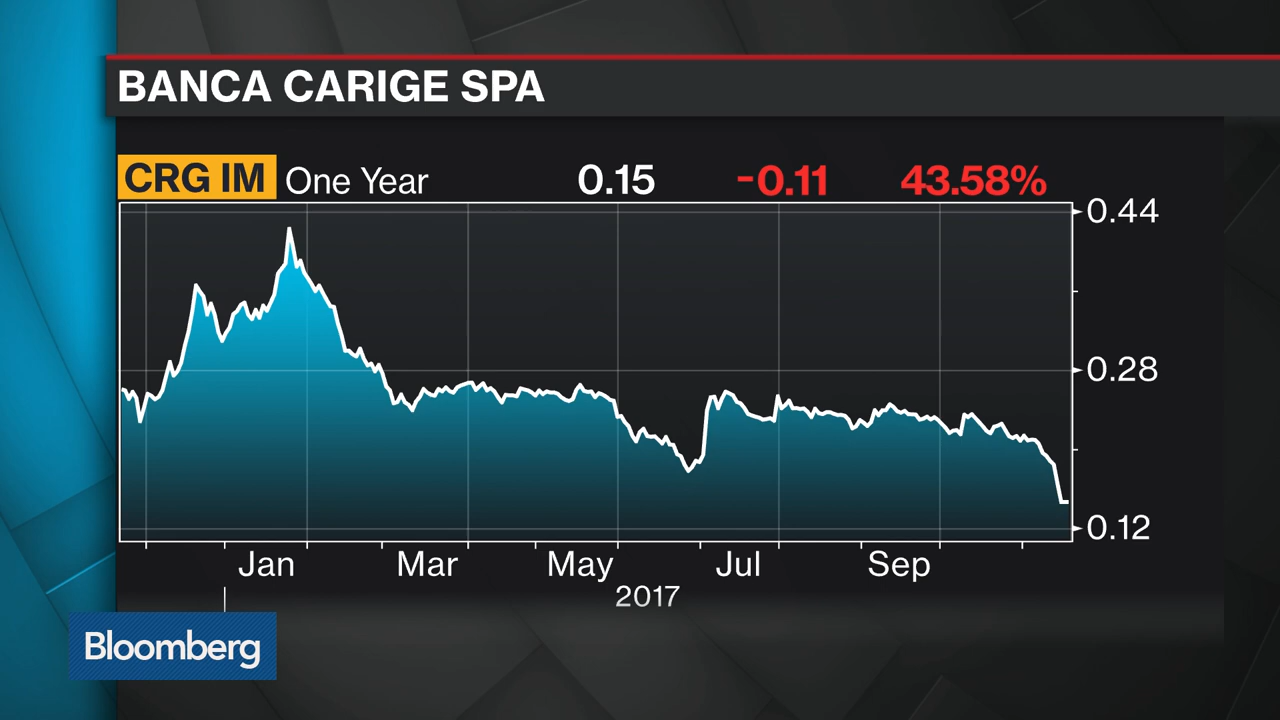 BANCA CARIGE SPA
CRG IM One Year 0.15 -0.11 43.58%
0.44
0.28
0.12
Jan Mar May Jul Sep
2017
Bloomberg